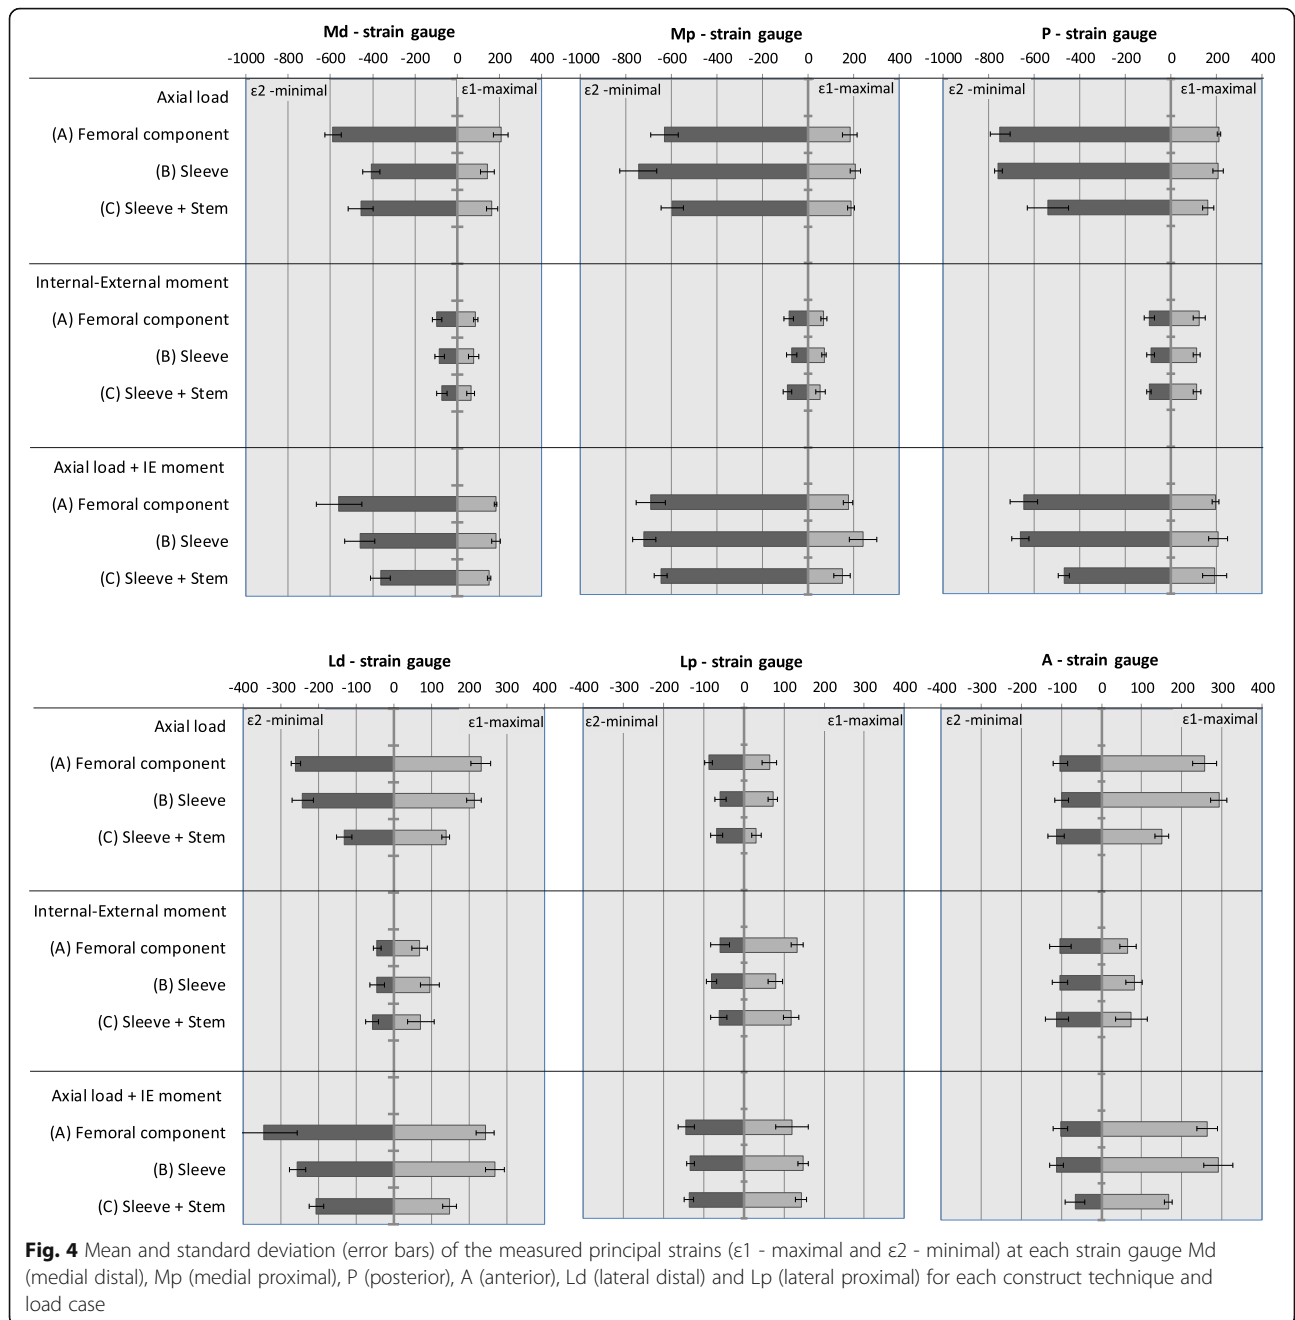 Md - strain gauge
Mp - strain gauge
P - strain gauge
-1000 -800 -600 -400 -200 0 200 400
-1000 -800 -600 -400 -200 0 200 400
-1000 -800 -600 -400 -200 0 200 400
ε2 -minimal
ε1-maximal
ε2 -minimal
ε1-maximal
ε2 -minimal
ε1-maximal
Axial load
(A) Femoral component
(B) Sleeve
(C) Sleeve + Stem
Internal-External moment
(A) Femoral component
(B) Sleeve
(C) Sleeve + Stem
Axial load + IE moment
(A) Femoral component
(B) Sleeve
(C) Sleeve + Stem
Ld - strain gauge
Lp - strain gauge
A - strain gauge
-400 -300 -200 -100 0 100 200 300 400
-400 -300 -200 -100 0 100 200 300 400
-400 -300 -200 -100 0 100 200 300 400
ε2 -minimal
ε1-maximal
ε2-minimal
ε1-maximal
ε2 -minimal
ε1-maximal
Axial load
(A) Femoral component
(B) Sleeve
(C) Sleeve + Stem
Internal-External moment
(A) Femoral component
(B) Sleeve
(C) Sleeve + Stem
Axial load + IE moment
(A) Femoral component
(B) Sleeve
(C) Sleeve + Stem
Fig. 4 Mean and standard deviation (error bars) of the measured principal strains (ε1 - maximal and ε2 - minimal) at each strain gauge Md
(medial distal), Mp (medial proximal), P (posterior), A (anterior), Ld (lateral distal) and Lp (lateral proximal) for each construct technique and
load case